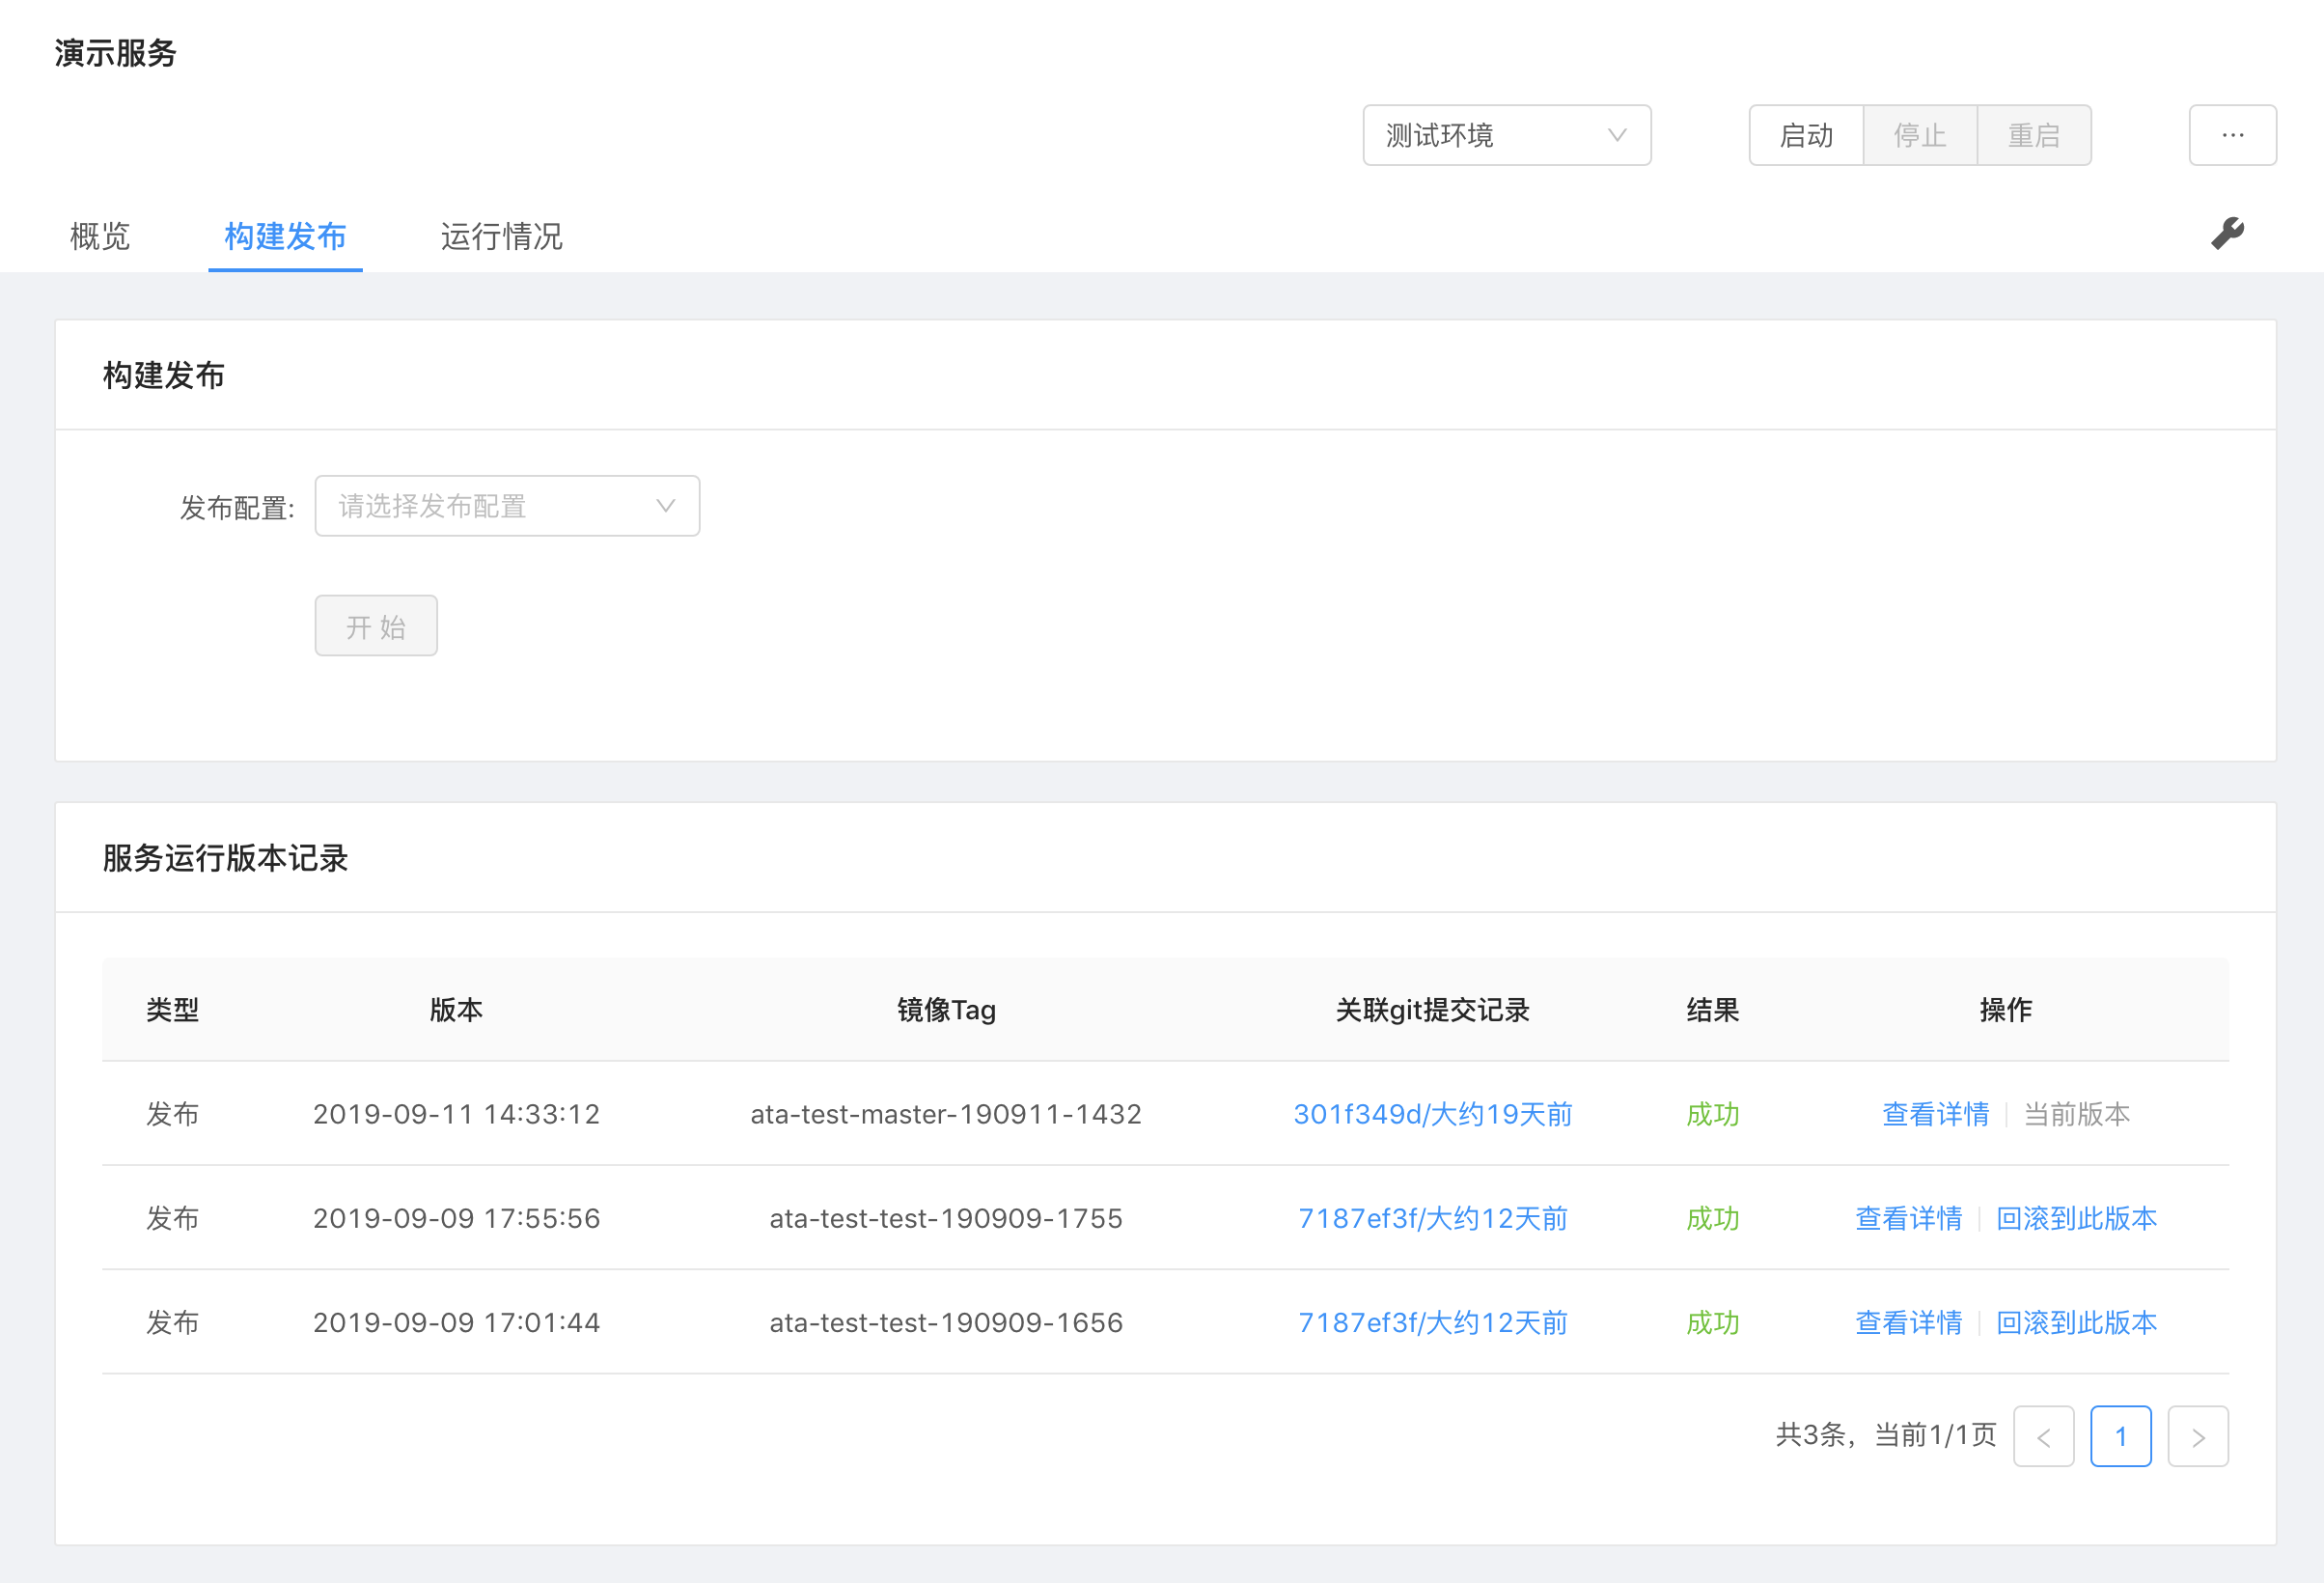 演示服务
测试环境 启动 停止 重启 ···
概览 构建发布 运行情况
构建发布
发布配置: 请选择发布配置
开 始
服务运行版本记录
类型 版本 镜像Tag 关联git提交记录 结果 操作
发布 2019-09-11 14:33:12 ata-test-master-190911-1432 301f349d/大约19天前 成功 查看详情 当前版本
发布 2019-09-09 17:55:56 ata-test-test-190909-1755 7187ef3f/大约12天前 成功 查看详情 回滚到此版本
发布 2019-09-09 17:01:44 ata-test-test-190909-1656 7187ef3f/大约12天前 成功 查看详情 回滚到此版本
共3条，当前1/1页 < 1 >